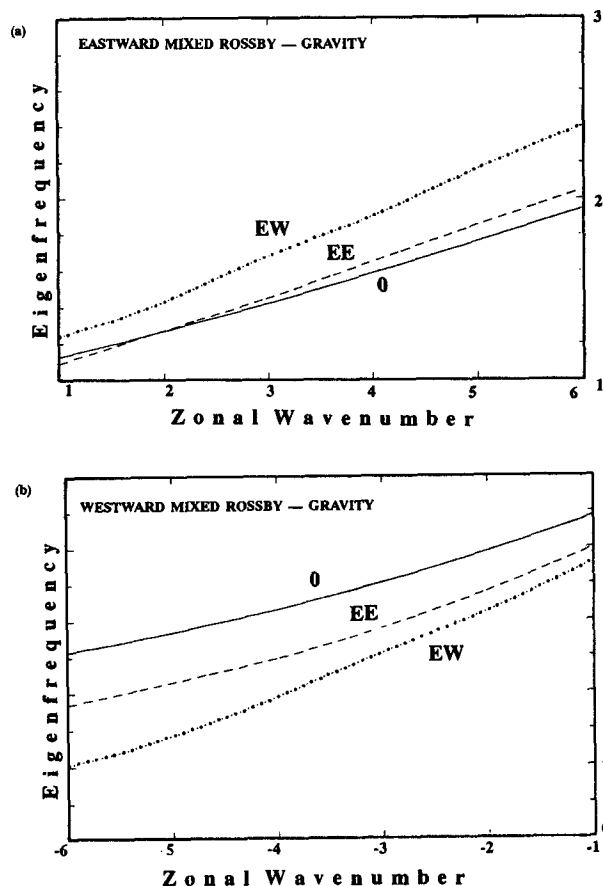 (a)
EASTWARD MIXED ROSSBY — GRAVITY
3
2
1
EW
EE
0
Eigenfrequency
1 2 3 4 5 6
Zonal Wavenumber
(b)
WESTWARD MIXED ROSSBY — GRAVITY
0
EE
EW
Eigenfrequency
-6 -5 -4 -3 -2 -1
Zonal Wavenumber